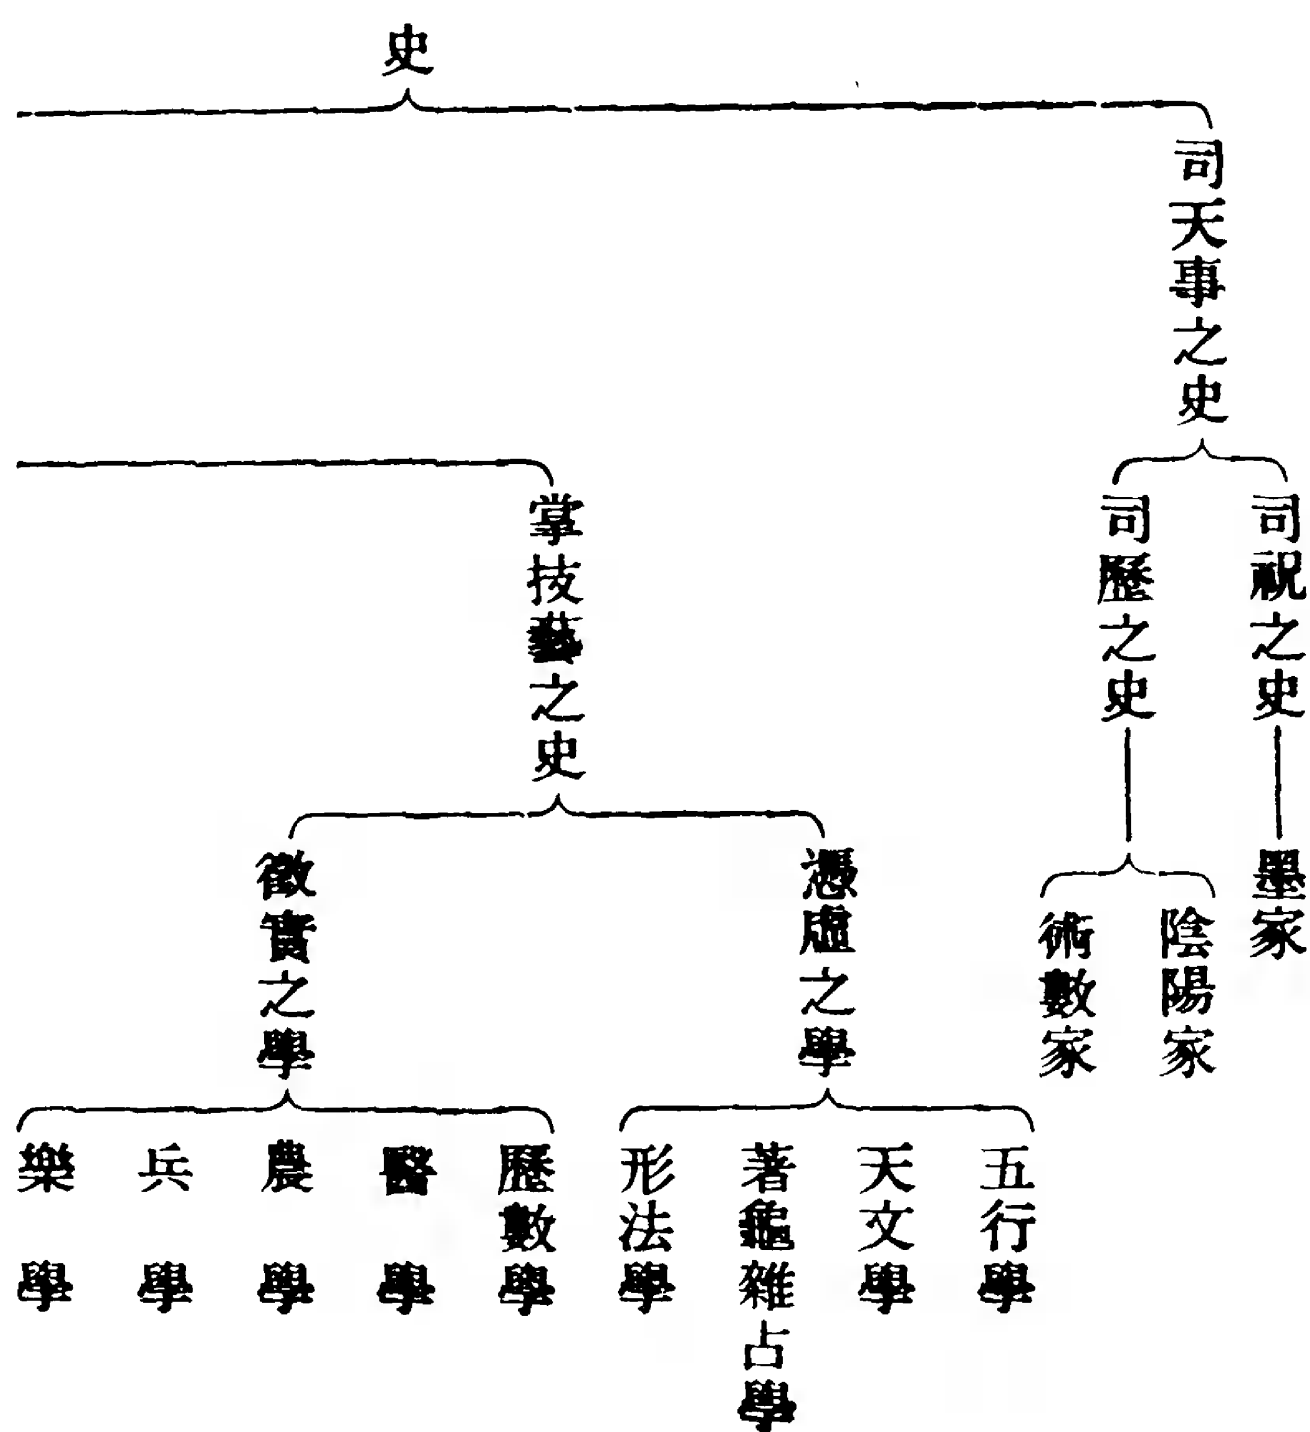 史
司天事之史
司祝之史
墨家
司歷之史
陰陽家
術數家
掌技藝之史
憑虛之學
五行學
天文學
著龜雜占學
形法學
徵實之學
歷數學
醫學
農學
兵學
樂學